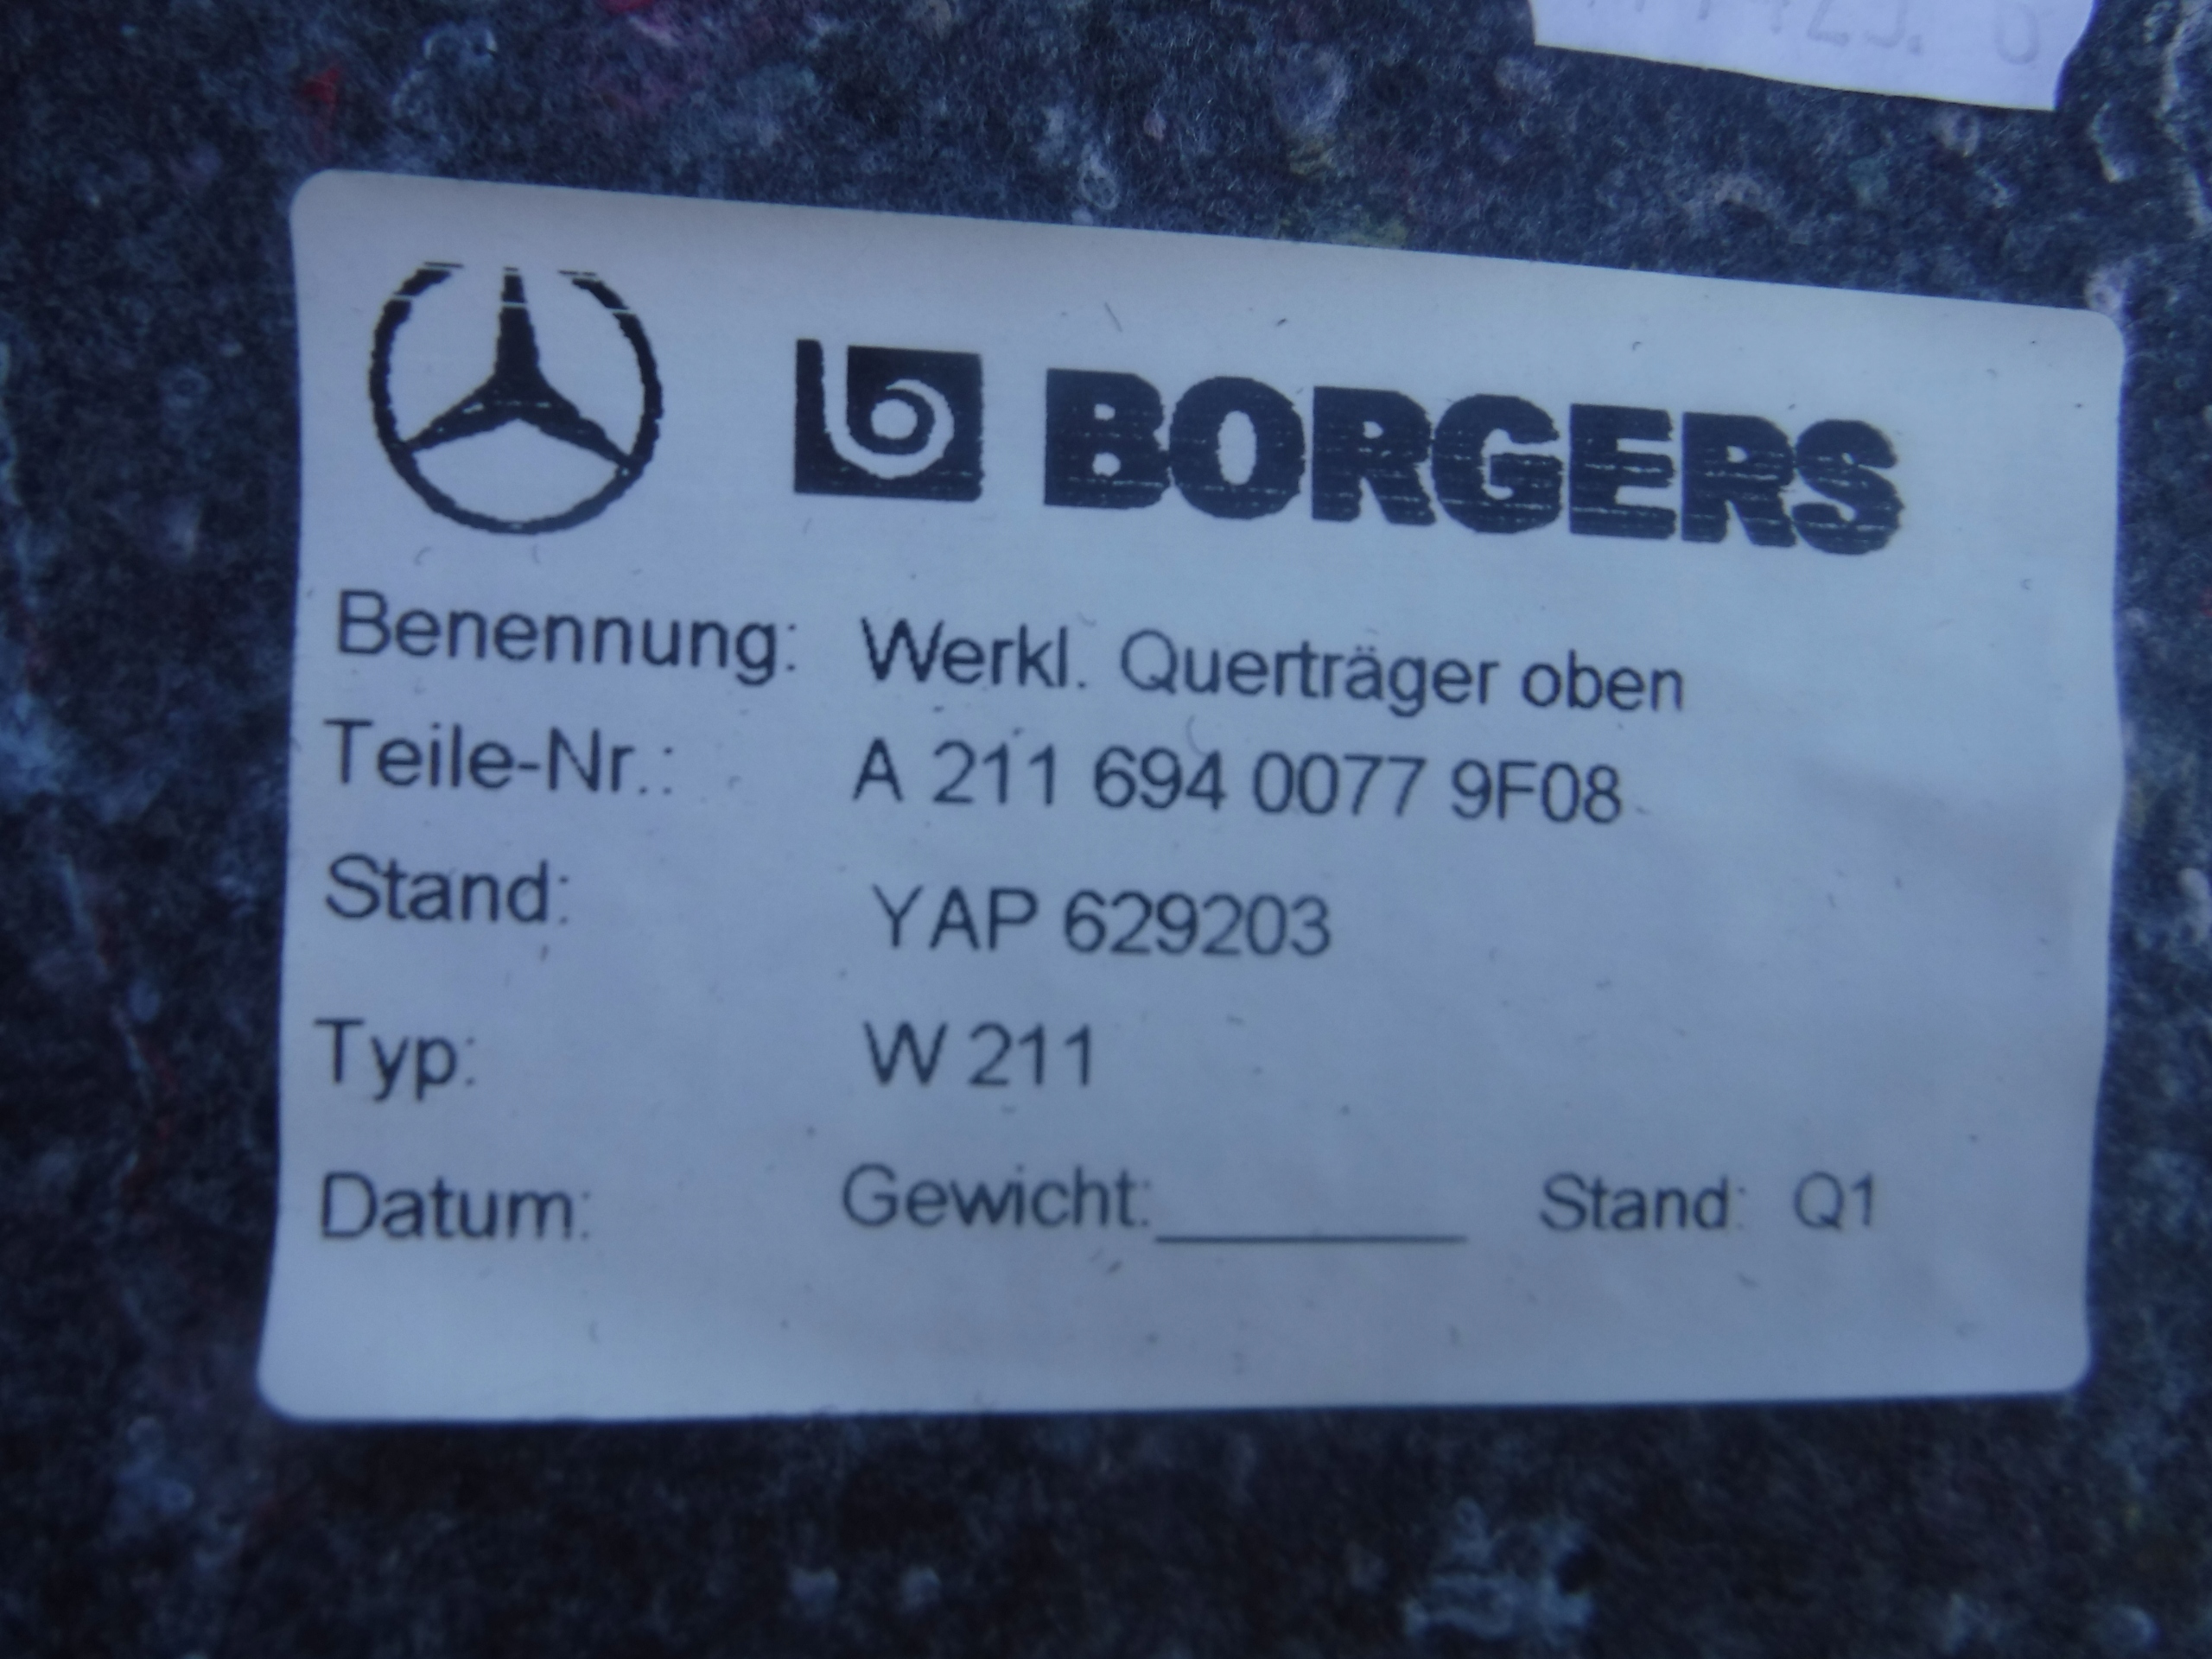 BORGERS
Benennung: Werkl. Querträger oben
Teile-Nr.: A 211 694 0077 9F08
Stand: YAP 629203
Typ: W 211
Datum: Gewicht:_______ Stand: Q1